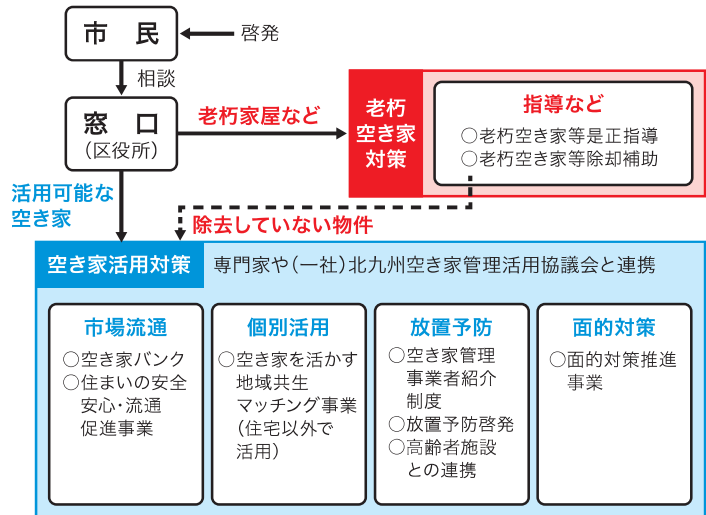 市　民
啓発
相談
窓　口
（区役所）
老朽家屋など
老朽
空き家
対策
指導など
○老朽空き家等是正指導
○老朽空き家等除却補助
活用可能な
空き家
除去していない物件
空き家活用対策
専門家や（一社）北九州空き家管理活用協議会と連携
市場流通
○空き家バンク
○住まいの安全
安心・流通
促進事業
個別活用
○空き家を活かす
地域共生
マッチング事業
（住宅以外で
活用）
放置予防
○空き家管理
事業者紹介
制度
○放置予防啓発
○高齢者施設
との連携
面的対策
○面的対策推進
事業